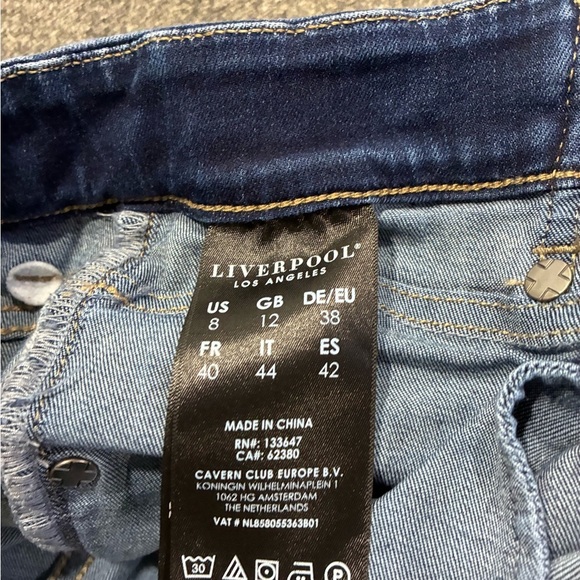 LIVERPOOL®
LOS ANGELES
US GB DE/EU
8 12 38
FR IT ES
40 44 42
MADE IN CHINA
RN#: 133647
CA#: 62380
CAVERN CLUB EUROPE B.V.
KONINGIN WILHELMINAPLEIN 1
1062 HG AMSTERDAM
THE NETHERLANDS
VAT # NL858055363B01
30 P